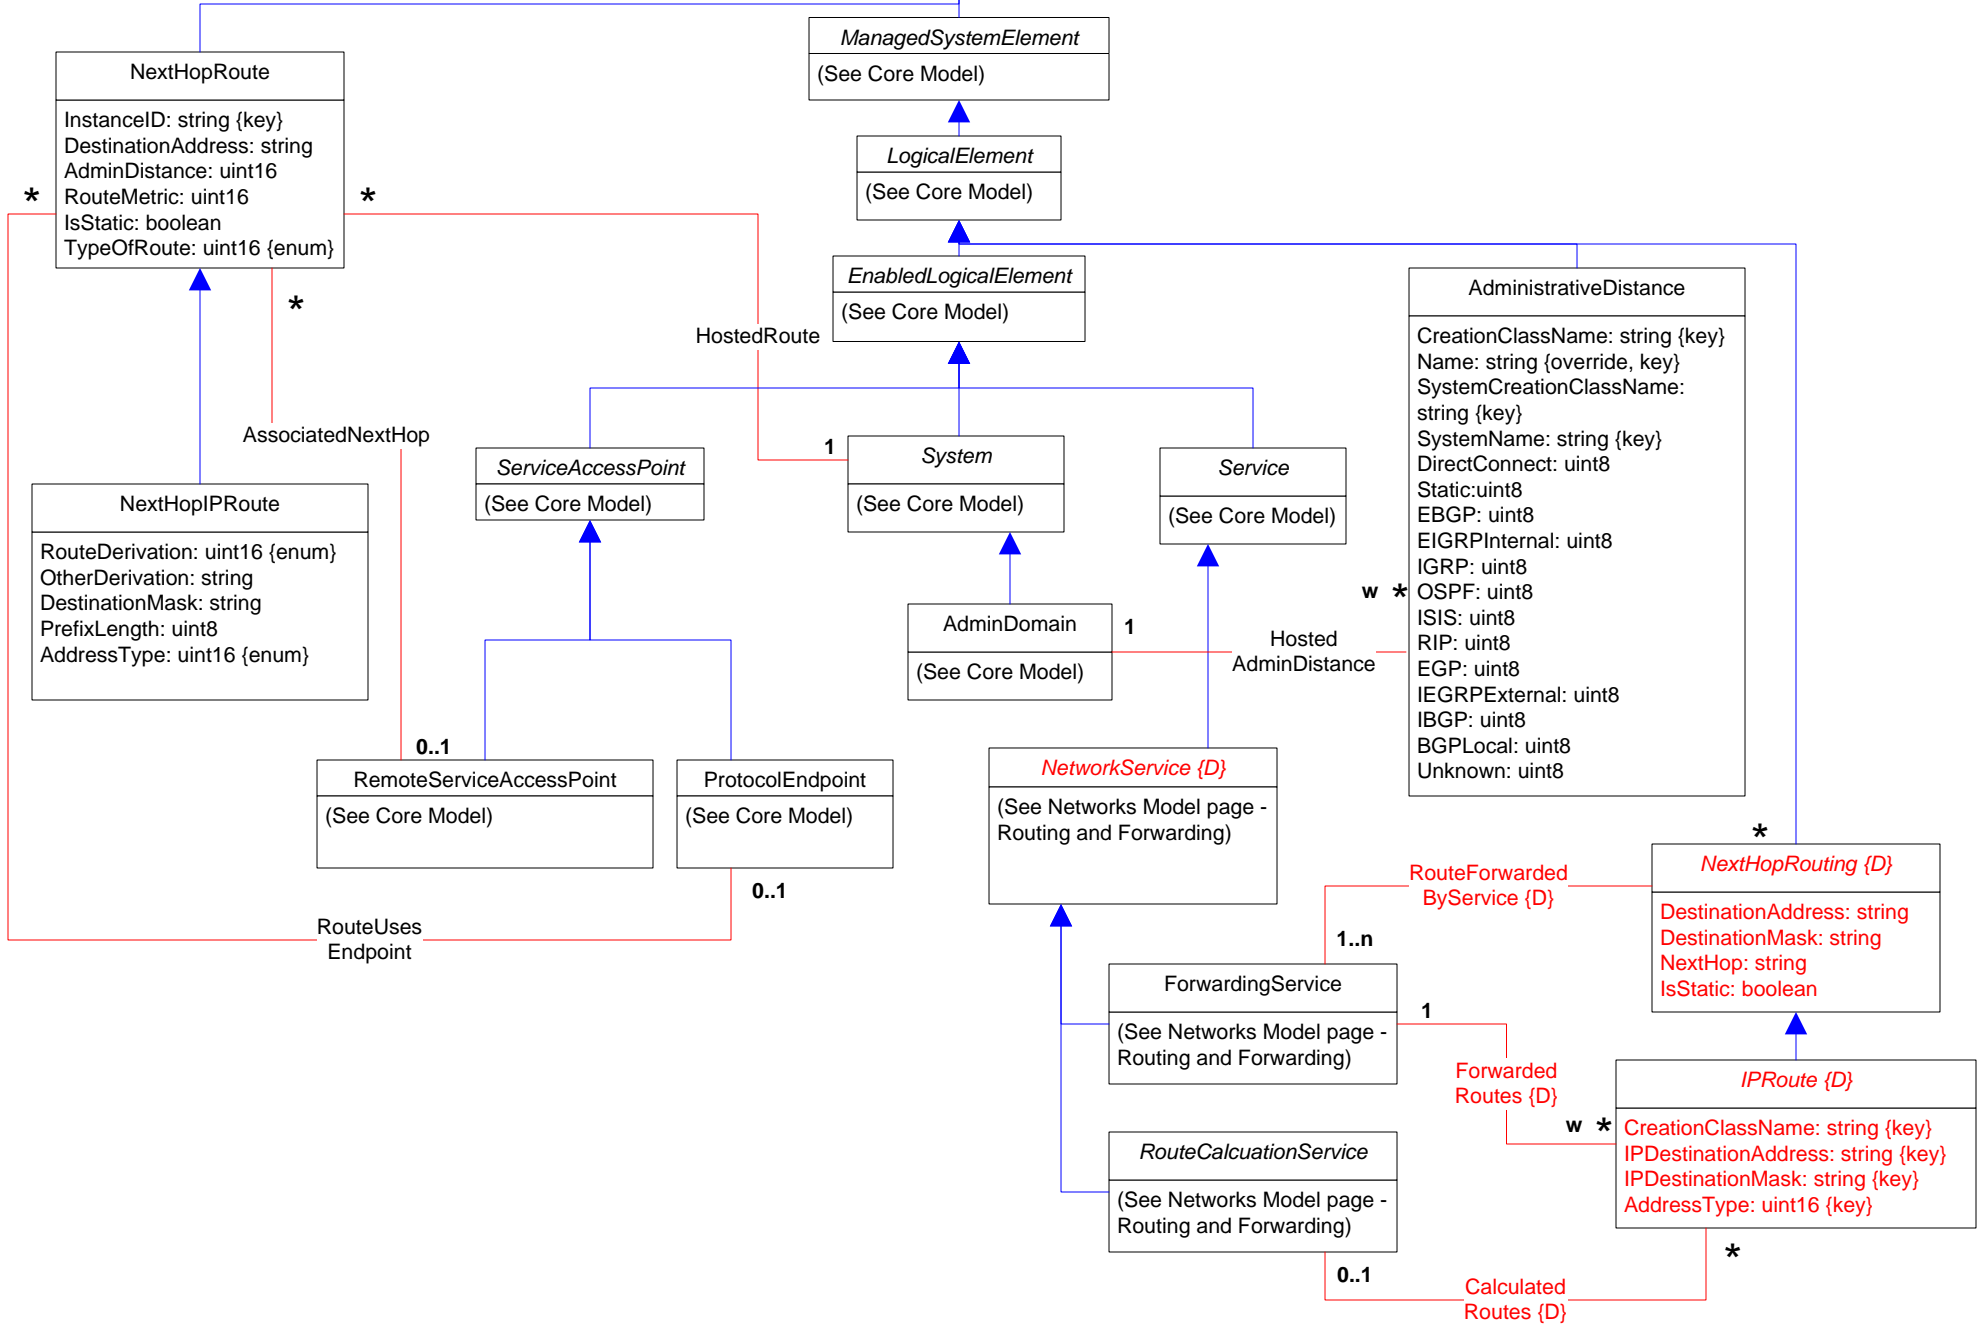 ManagedSystemElement
(See Core Model)
NextHopRoute
InstanceID: string {key}
DestinationAddress: string
AdminDistance: uint16
RouteMetric: uint16
IsStatic: boolean
TypeOfRoute: uint16 {enum}
*
*
*
LogicalElement
(See Core Model)
EnabledLogicalElement
(See Core Model)
HostedRoute
AdministrativeDistance
CreationClassName: string {key}
Name: string {override, key}
SystemCreationClassName:
string {key}
SystemName: string {key}
DirectConnect: uint8
Static:uint8
EBGP: uint8
EIGRPInternal: uint8
IGRP: uint8
OSPF: uint8
ISIS: uint8
RIP: uint8
EGP: uint8
IEGRPExternal: uint8
IBGP: uint8
BGPLocal: uint8
Unknown: uint8
AssociatedNextHop
ServiceAccessPoint
(See Core Model)
1
System
(See Core Model)
Service
(See Core Model)
NextHopIPRoute
RouteDerivation: uint16 {enum}
OtherDerivation: string
DestinationMask: string
PrefixLength: uint8
AddressType: uint16 {enum}
AdminDomain
(See Core Model)
1
Hosted
AdminDistance
w *
0..1
RemoteServiceAccessPoint
(See Core Model)
ProtocolEndpoint
(See Core Model)
0..1
RouteUses
Endpoint
NetworkService {D}
(See Networks Model page -
Routing and Forwarding)
*
NextHopRouting {D}
DestinationAddress: string
DestinationMask: string
NextHop: string
IsStatic: boolean
RouteForwarded
ByService {D}
1..n
ForwardingService
(See Networks Model page -
Routing and Forwarding)
1
Forwarded
Routes {D}
w *
IPRoute {D}
CreationClassName: string {key}
IPDestinationAddress: string {key}
IPDestinationMask: string {key}
AddressType: uint16 {key}
RouteCalcuationService
(See Networks Model page -
Routing and Forwarding)
0..1
*
Calculated
Routes {D}